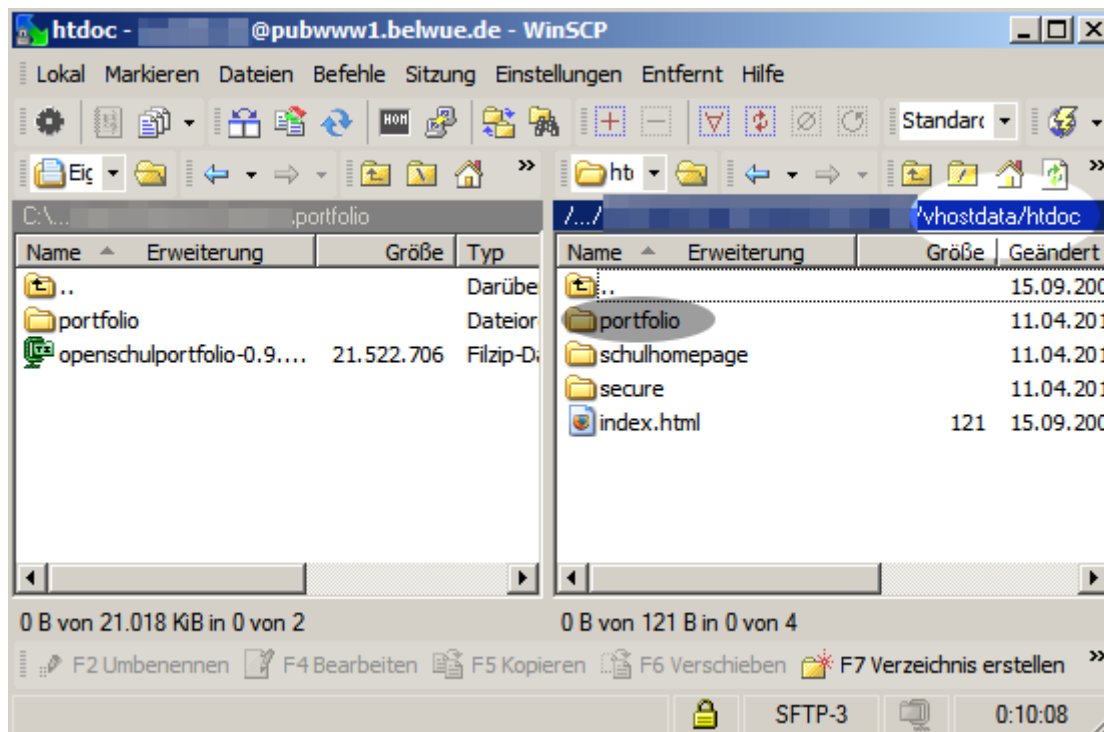 htdoc - @pubwww1.belwue.de - WinSCP
Lokal Markieren Dateien Befehle Sitzung Einstellungen Entfernt Hilfe
Standarc
Eig htb
C:\... .portfolio
/.../ /vhostdata/htdoc
Name Erweiterung Größe Typ
Name Erweiterung Größe Geändert
.. Darübe
portfolio Dateior
openschulportfolio-0.9.... 21.522.706 Filzip-Da
.. 15.09.200
portfolio 11.04.201
schulhomepage 11.04.201
secure 11.04.201
index.html 121 15.09.200
0 B von 21.018 KiB in 0 von 2
0 B von 121 B in 0 von 4
F2 Umbenennen F4 Bearbeiten F5 Kopieren F6 Verschieben F7 Verzeichnis erstellen
SFTP-3 0:10:08